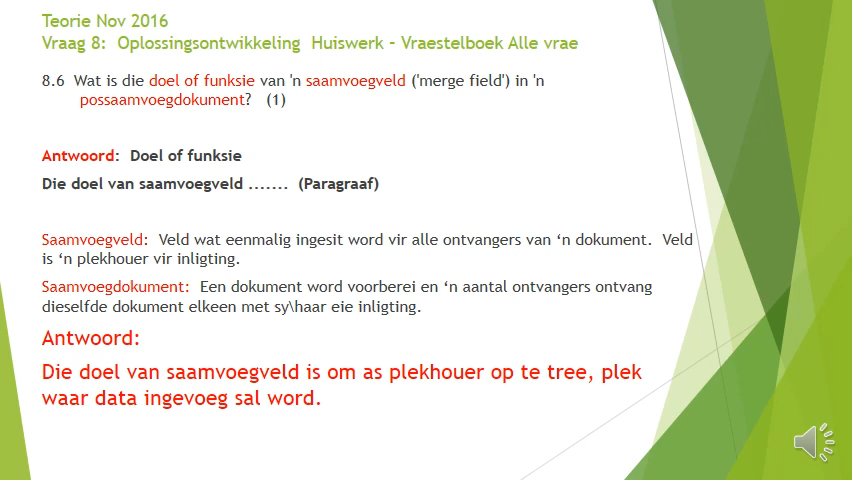 Teorie Nov 2016
Vraag 8: Oplossingsontwikkeling Huiswerk – Vraestelboek Alle vrae
8.6 Wat is die doel of funksie van 'n saamvoegveld ('merge field') in 'n
possaamvoegdokument? (1)
Antwoord: Doel of funksie
Die doel van saamvoegveld ....... (Paragraaf)
Saamvoegveld: Veld wat eenmalig ingesit word vir alle ontvangers van ‘n dokument. Veld
is ‘n plekhouer vir inligting.
Saamvoegdokument: Een dokument word voorberei en ‘n aantal ontvangers ontvang
dieselfde dokument elkeen met sy\haar eie inligting.
Antwoord:
Die doel van saamvoegveld is om as plekhouer op te tree, plek
waar data ingevoeg sal word.